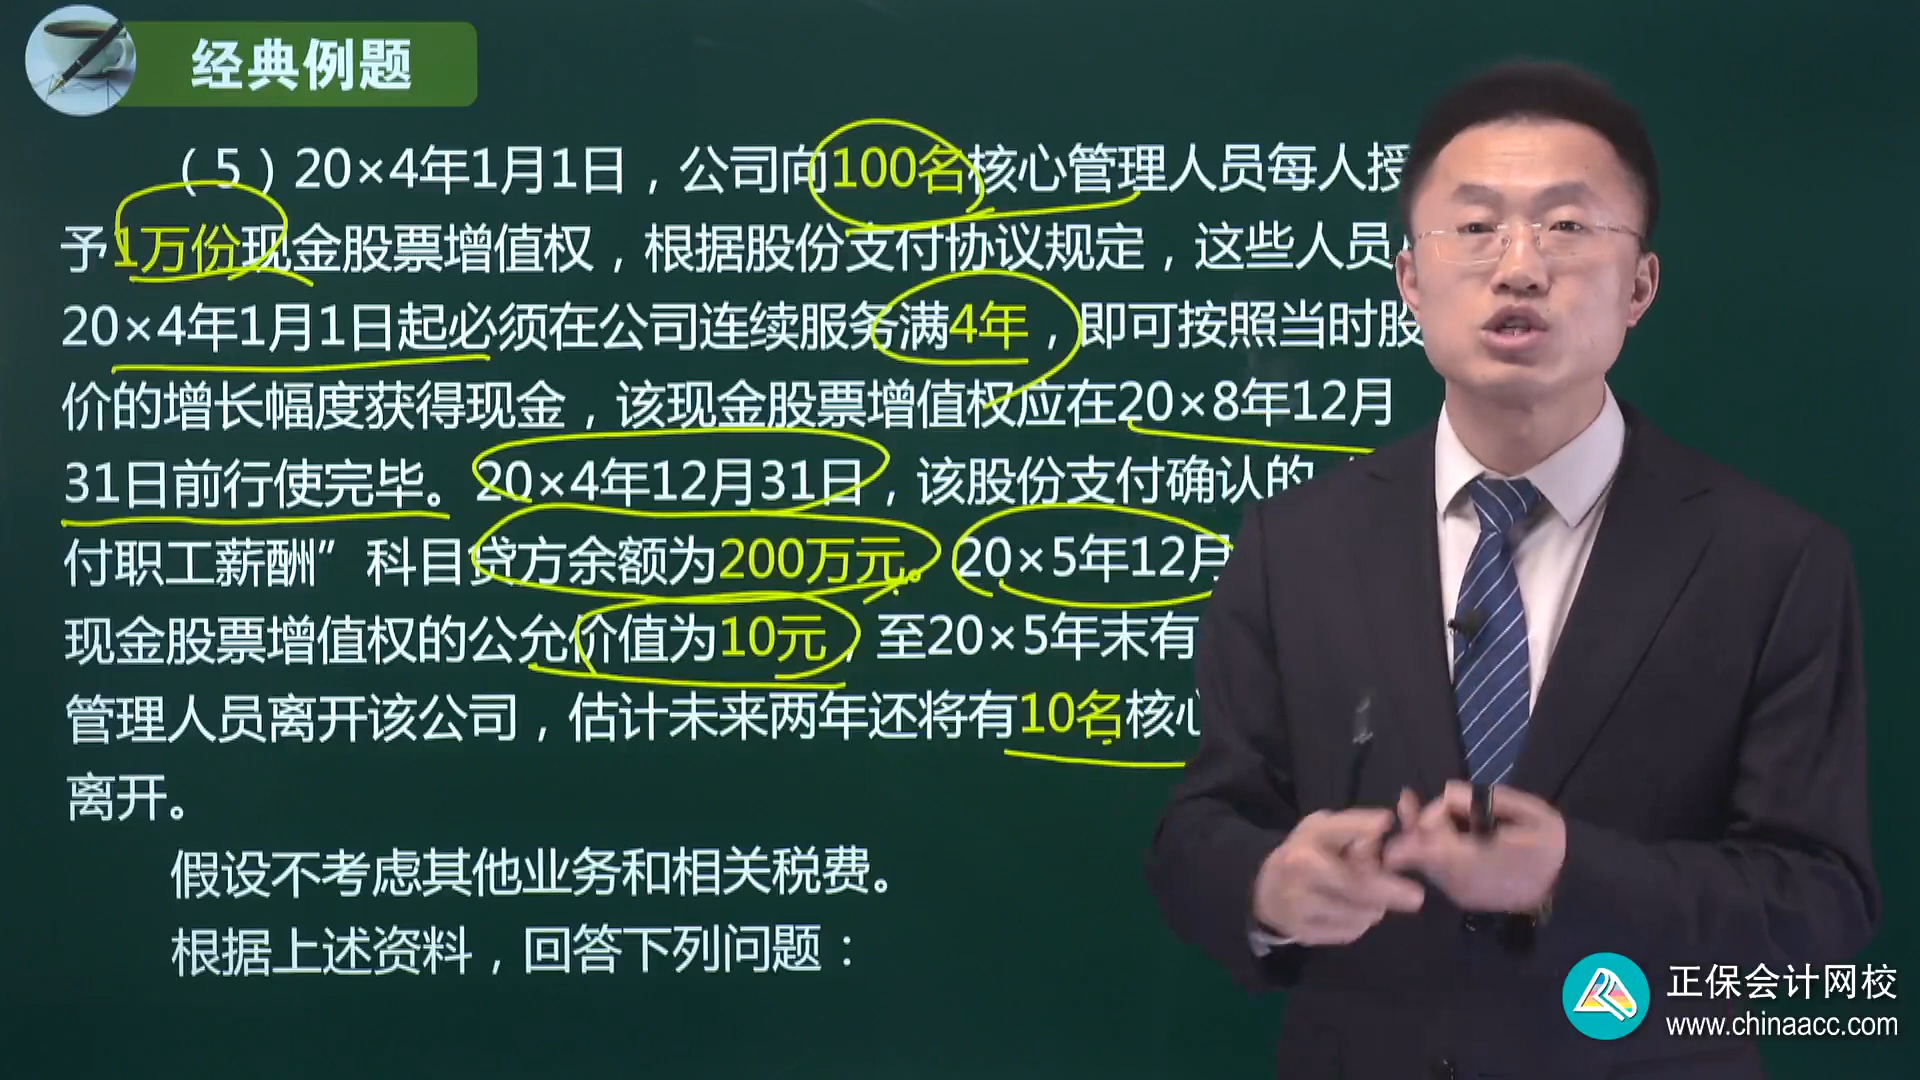 经典例题
（5）20×4年1月1日，公司向100名核心管理人员每人授
予1万份现金股票增值权，根据股份支付协议规定，这些人员
20×4年1月1日起必须在公司连续服务满4年，即可按照当时股
价的增长幅度获得现金，该现金股票增值权应在20×8年12月
31日前行使完毕。20×4年12月31日，该股份支付确认的
付职工薪酬”科目贷方余额为200万元。20×5年12月
现金股票增值权的公允价值为10元，至20×5年末有
管理人员离开该公司，估计未来两年还将有10名核心
离开。
假设不考虑其他业务和相关税费。
根据上述资料，回答下列问题：
正保会计网校
www.chinaacc.com